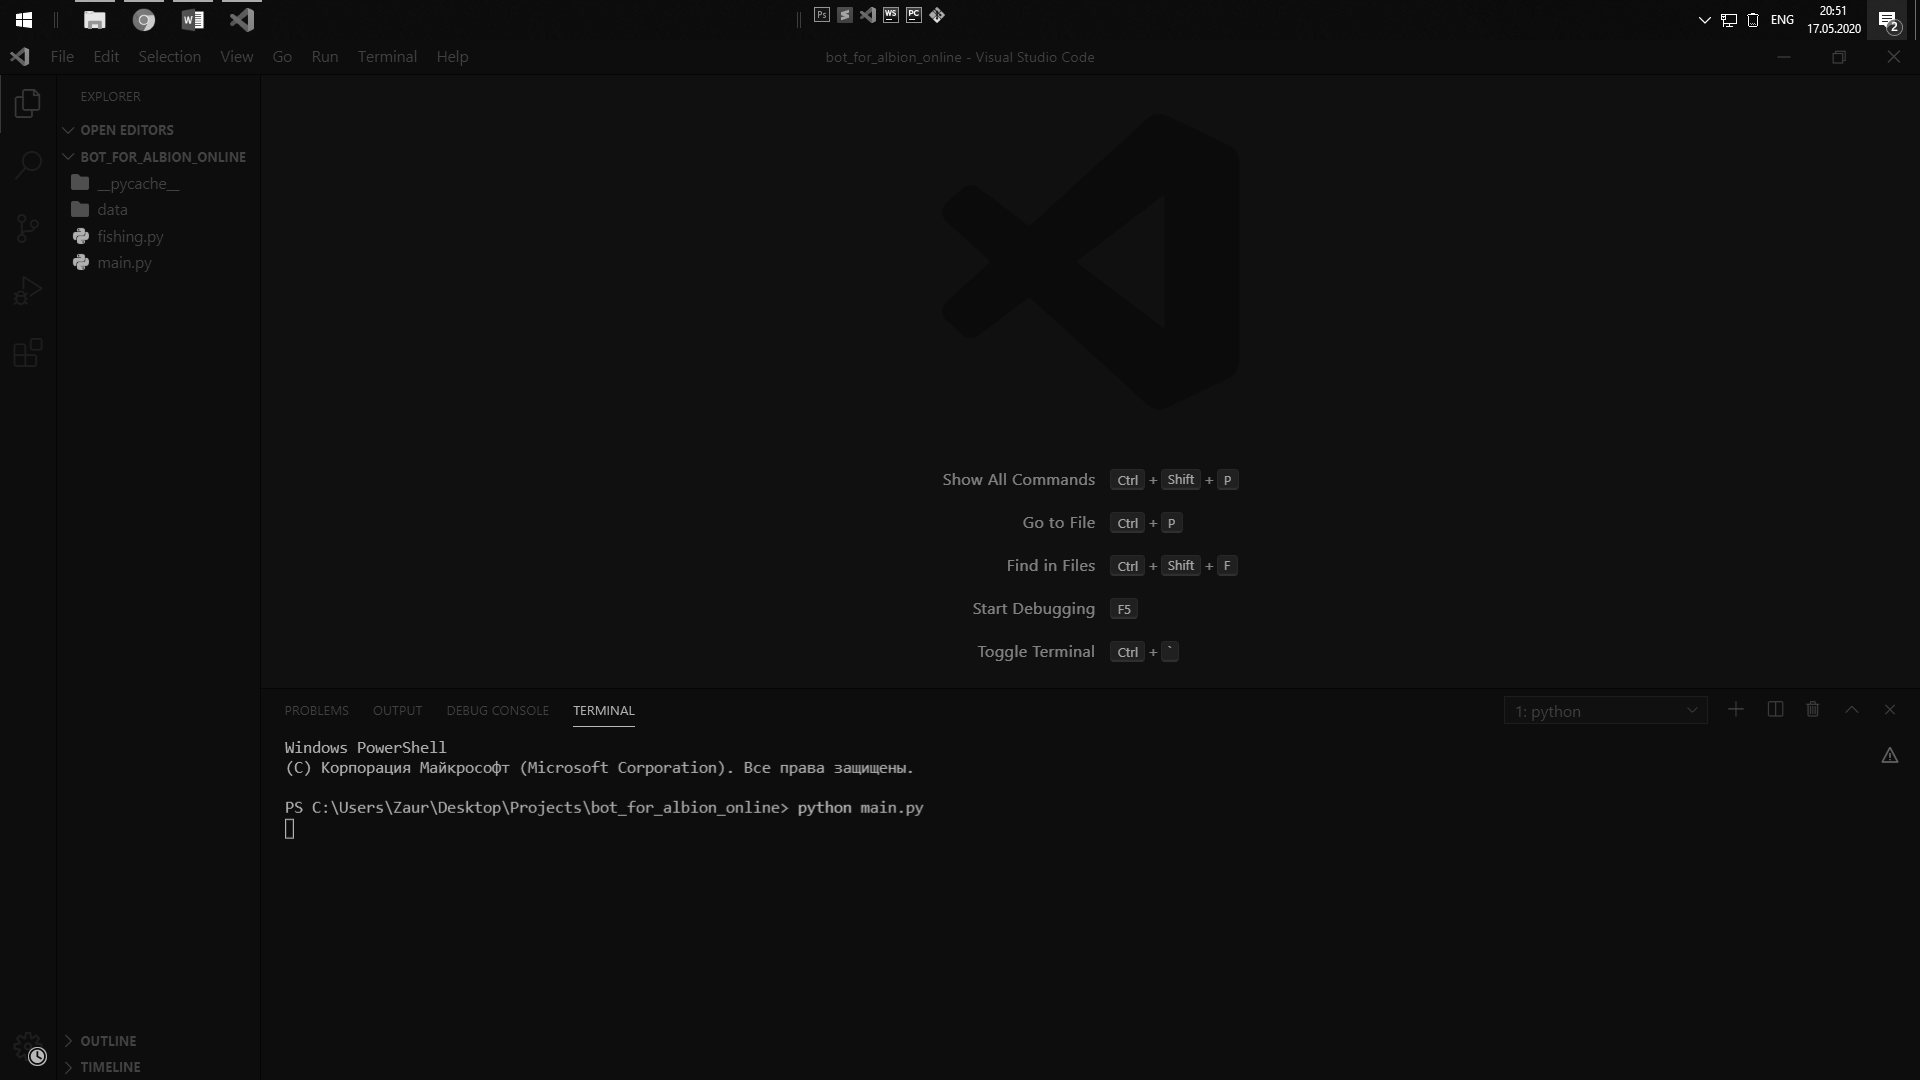 Ps WS PC
ENG
20:51
17.05.2020
2
File Edit Selection View Go Run Terminal Help
bot_for_albion_online - Visual Studio Code
EXPLORER
OPEN EDITORS
BOT_FOR_ALBION_ONLINE
__pycache__
data
fishing.py
main.py
Show All Commands Ctrl + Shift + P
Go to File Ctrl + P
Find in Files Ctrl + Shift + F
Start Debugging F5
Toggle Terminal Ctrl + `
PROBLEMS OUTPUT DEBUG CONSOLE TERMINAL
1: python
Windows PowerShell
(C) Корпорация Майкрософт (Microsoft Corporation). Все права защищены.
PS C:\Users\Zaur\Desktop\Projects\bot_for_albion_online> python main.py
OUTLINE
TIMELINE